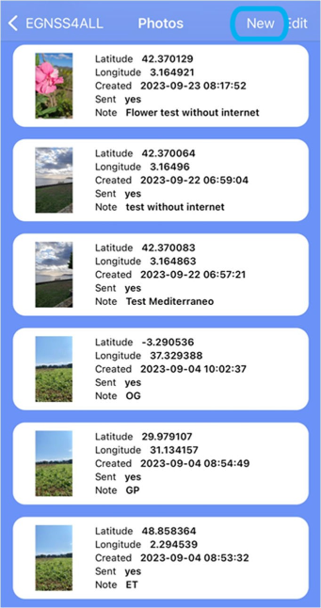 EGNSS4ALL Photos New Edit
Latitude 42.370129
Longitude 3.164921
Created 2023-09-23 08:17:52
Sent yes
Note Flower test without internet
Latitude 42.370064
Longitude 3.16496
Created 2023-09-22 06:59:04
Sent yes
Note test without internet
Latitude 42.370083
Longitude 3.164863
Created 2023-09-22 06:57:21
Sent yes
Note Test Mediterraneo
Latitude -3.290536
Longitude 37.329388
Created 2023-09-04 10:02:37
Sent yes
Note OG
Latitude 29.979107
Longitude 31.134157
Created 2023-09-04 08:54:49
Sent yes
Note GP
Latitude 48.858364
Longitude 2.294539
Created 2023-09-04 08:53:32
Sent yes
Note ET